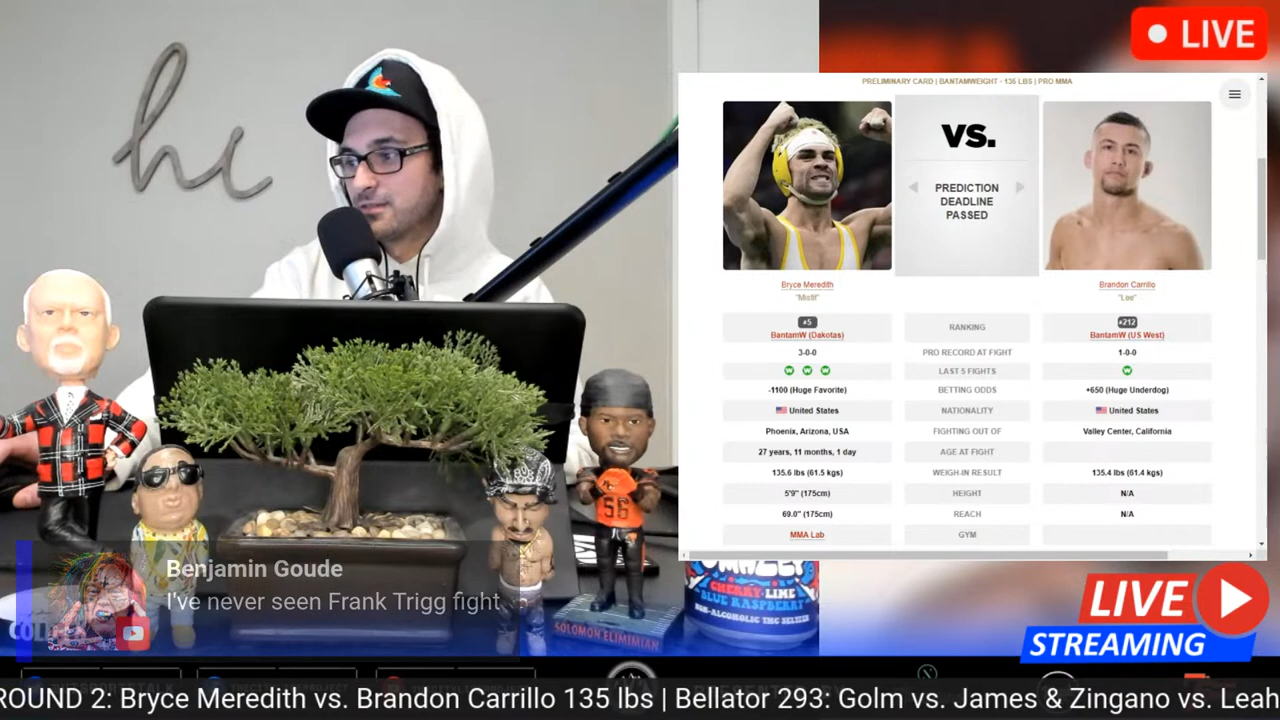 hi
LIVE
PRELIMINARY CARD | BANTAMWEIGHT - 135 LBS | PRO MMA
VS.
PREDICTION
DEADLINE
PASSED
Bryce Meredith
Brandon Carrillo
#5
RANKING
#212
BantamW (Dakotas)
BantamW (US West)
3-0-0
PRO RECORD AT FIGHT
1-0-0
W W W
LAST 5 FIGHTS
W
-1100 (Huge Favorite)
BETTING ODDS
+650 (Huge Underdog)
United States
NATIONALITY
United States
Phoenix, Arizona, USA
FIGHTING OUT OF
Valley Center, California
27 years, 11 months, 1 day
AGE AT FIGHT
135.6 lbs (61.5 kgs)
WEIGH-IN RESULT
135.4 lbs (61.4 kgs)
5'9" (175cm)
HEIGHT
N/A
69.0" (175cm)
REACH
N/A
MMA Lab
GYM
56
SOLOMON ELIMIMIAN
CHERRY LIME
BLUE RASPBERRY
NON-ALCOHOLIC THC SELTZER
Benjamin Goude
I've never seen Frank Trigg fight
LIVE
STREAMING
ROUND 2: Bryce Meredith vs. Brandon Carrillo 135 lbs | Bellator 293: Golm vs. James & Zingano vs. Leah